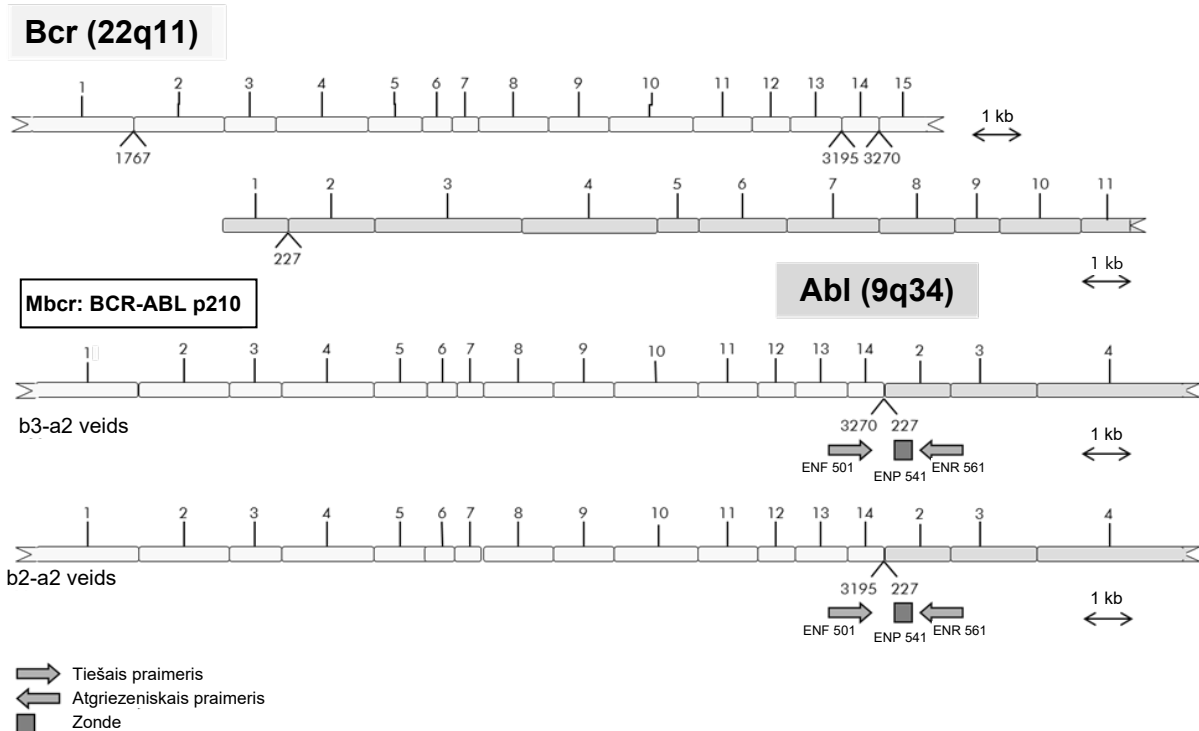 Bcr (22q11)
1 2 3 4 5 6 7 8 9 10 11 12 13 14 15
1 kb
1767 3195 3270
1 2 3 4 5 6 7 8 9 10 11
227
1 kb
Mbcr: BCR-ABL p210
Abl (9q34)
1 2 3 4 5 6 7 8 9 10 11 12 13 14 2 3 4
b3-a2 veids
3270 227
1 kb
ENF 501 ENP 541 ENR 561
1 2 3 4 5 6 7 8 9 10 11 12 13 14 2 3 4
b2-a2 veids
3195 227
1 kb
ENF 501 ENP 541 ENR 561
Tiešais praimeris
Atgriezeniskais praimeris
Zonde